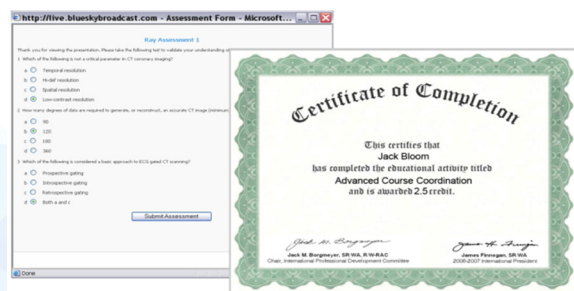 http://live.blueskybroadcast.com - Assessment Form - Microsoft...
Key Assessment 1
Thank you for viewing the presentation. Please take the following test to validate your understanding
1 Which of the following is not a critical parameter in CT coronary imaging?
a Temporal resolution
b Hi-def resolution
c Spatial resolution
d Low-contrast resolution
2 How many degrees of data are required to generate, or reconstruct, an accurate CT image (minimum
a 90
b 120
c 180
d 360
3 Which of the following is considered a basic approach to ECG gated CT scanning?
a Prospective gating
b Introspective gating
c Retrospective gating
d Both a and c
Submit Assessment
Done
Certificate of Completion
This certifies that
Jack Bloom
has completed the educational activity titled
Advanced Course Coordination
and is awarded 2.5 credit.
Jack M. Borgmeyer, SR/WA, R/W-RAC
Chair, International Professional Development Committee
James Finnegan, SR/WA
2006-2007 International President